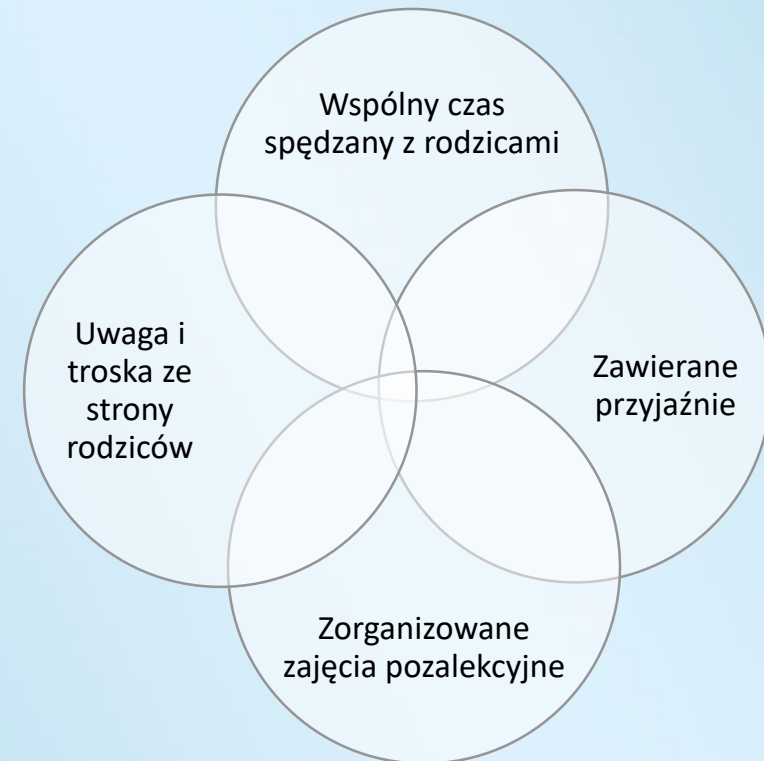 Wspólny czas
spędzany z rodzicami
Uwaga i
troska ze
strony
rodziców
Zawierane
przyjaźnie
Zorganizowane
zajęcia pozalekcyjne